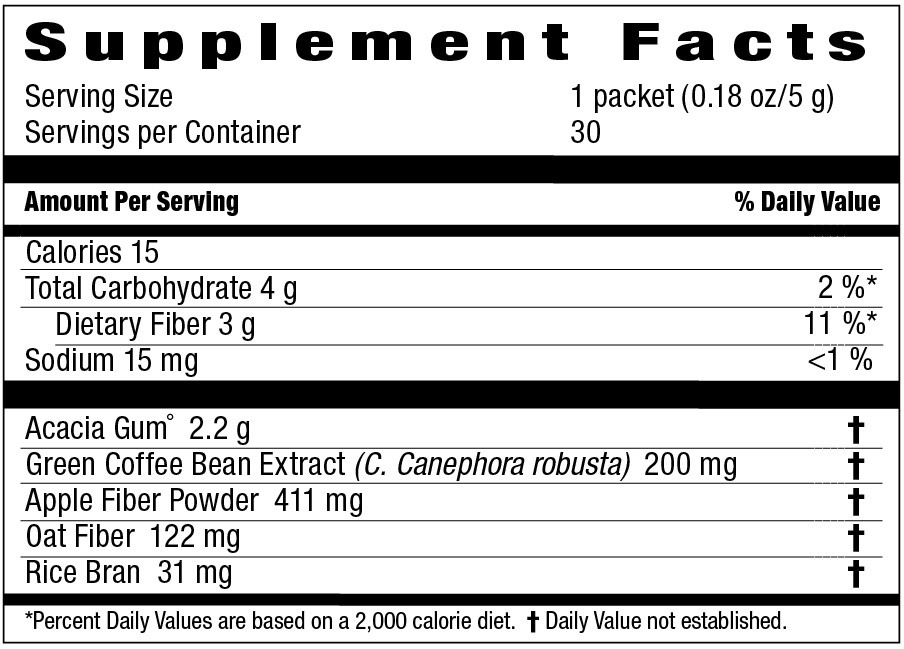 Supplement Facts
Serving Size 1 packet (0.18 oz/5 g)
Servings per Container 30
Amount Per Serving % Daily Value
Calories 15
Total Carbohydrate 4 g 2 %*
Dietary Fiber 3 g 11 %*
Sodium 15 mg <1 %
Acacia Gum° 2.2 g †
Green Coffee Bean Extract (C. Canephora robusta) 200 mg †
Apple Fiber Powder 411 mg †
Oat Fiber 122 mg †
Rice Bran 31 mg †
*Percent Daily Values are based on a 2,000 calorie diet. † Daily Value not established.